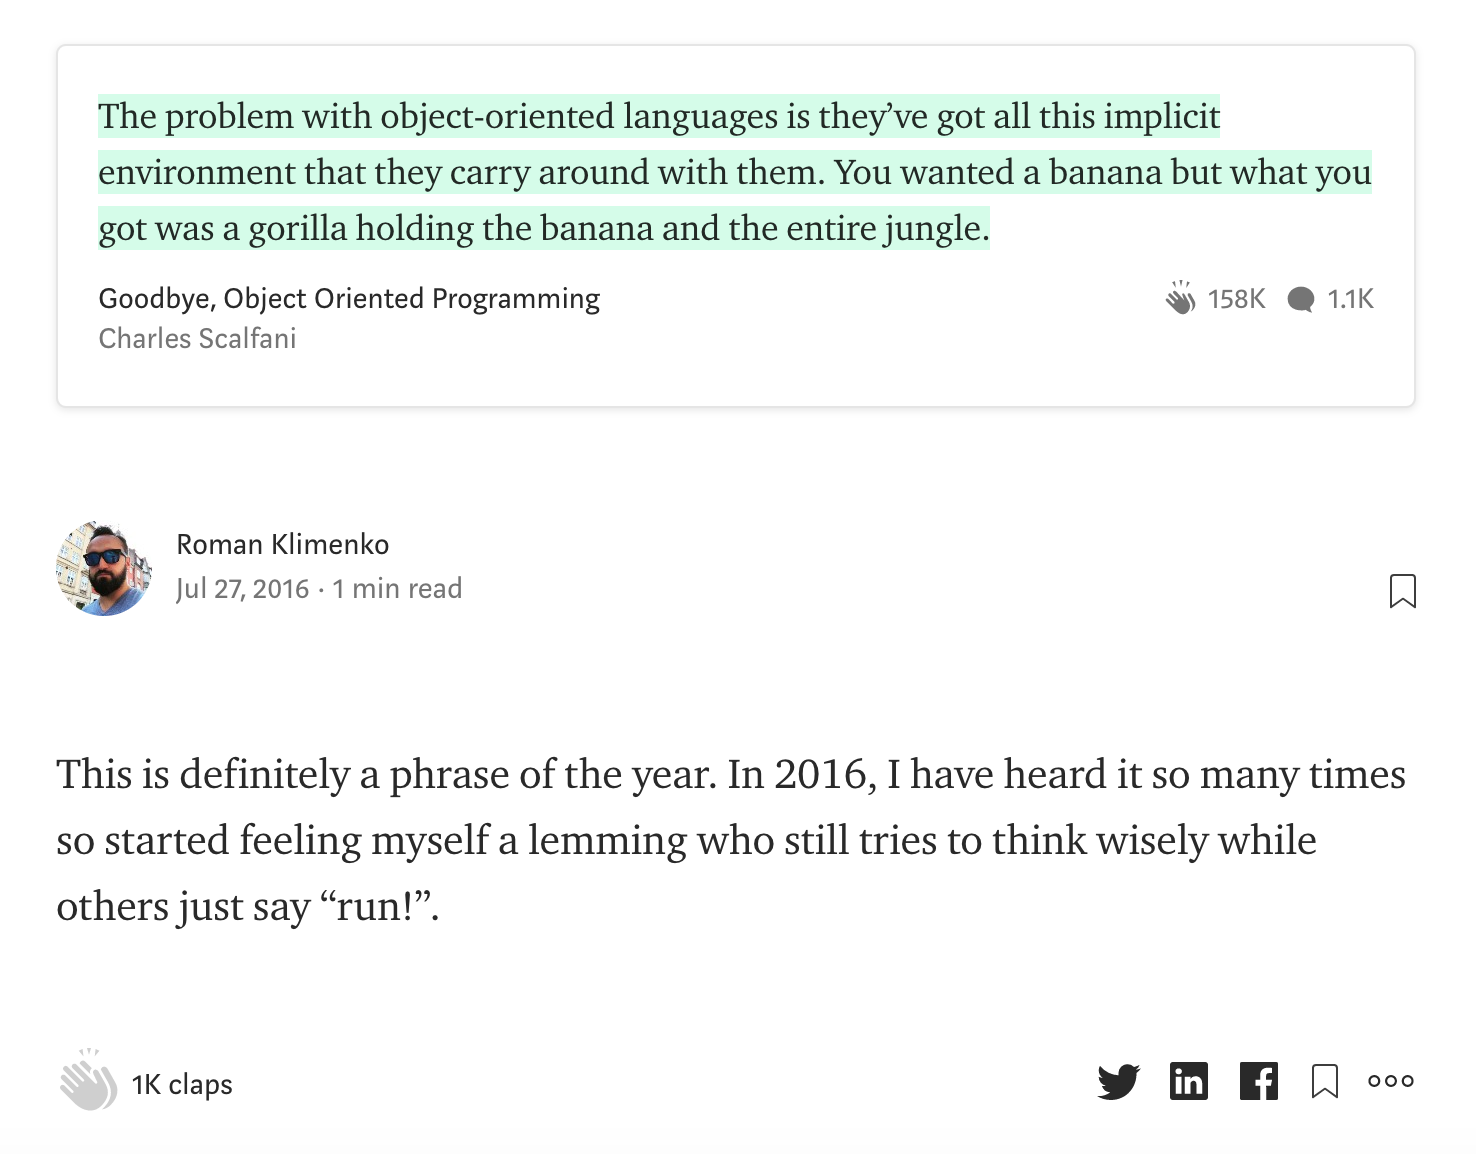 The problem with object-oriented languages is they’ve got all this implicit
environment that they carry around with them. You wanted a banana but what you
got was a gorilla holding the banana and the entire jungle.
Goodbye, Object Oriented Programming
158K 1.1K
Charles Scalfani
Roman Klimenko
Jul 27, 2016 · 1 min read
This is definitely a phrase of the year. In 2016, I have heard it so many times
so started feeling myself a lemming who still tries to think wisely while
others just say “run!”.
1K claps